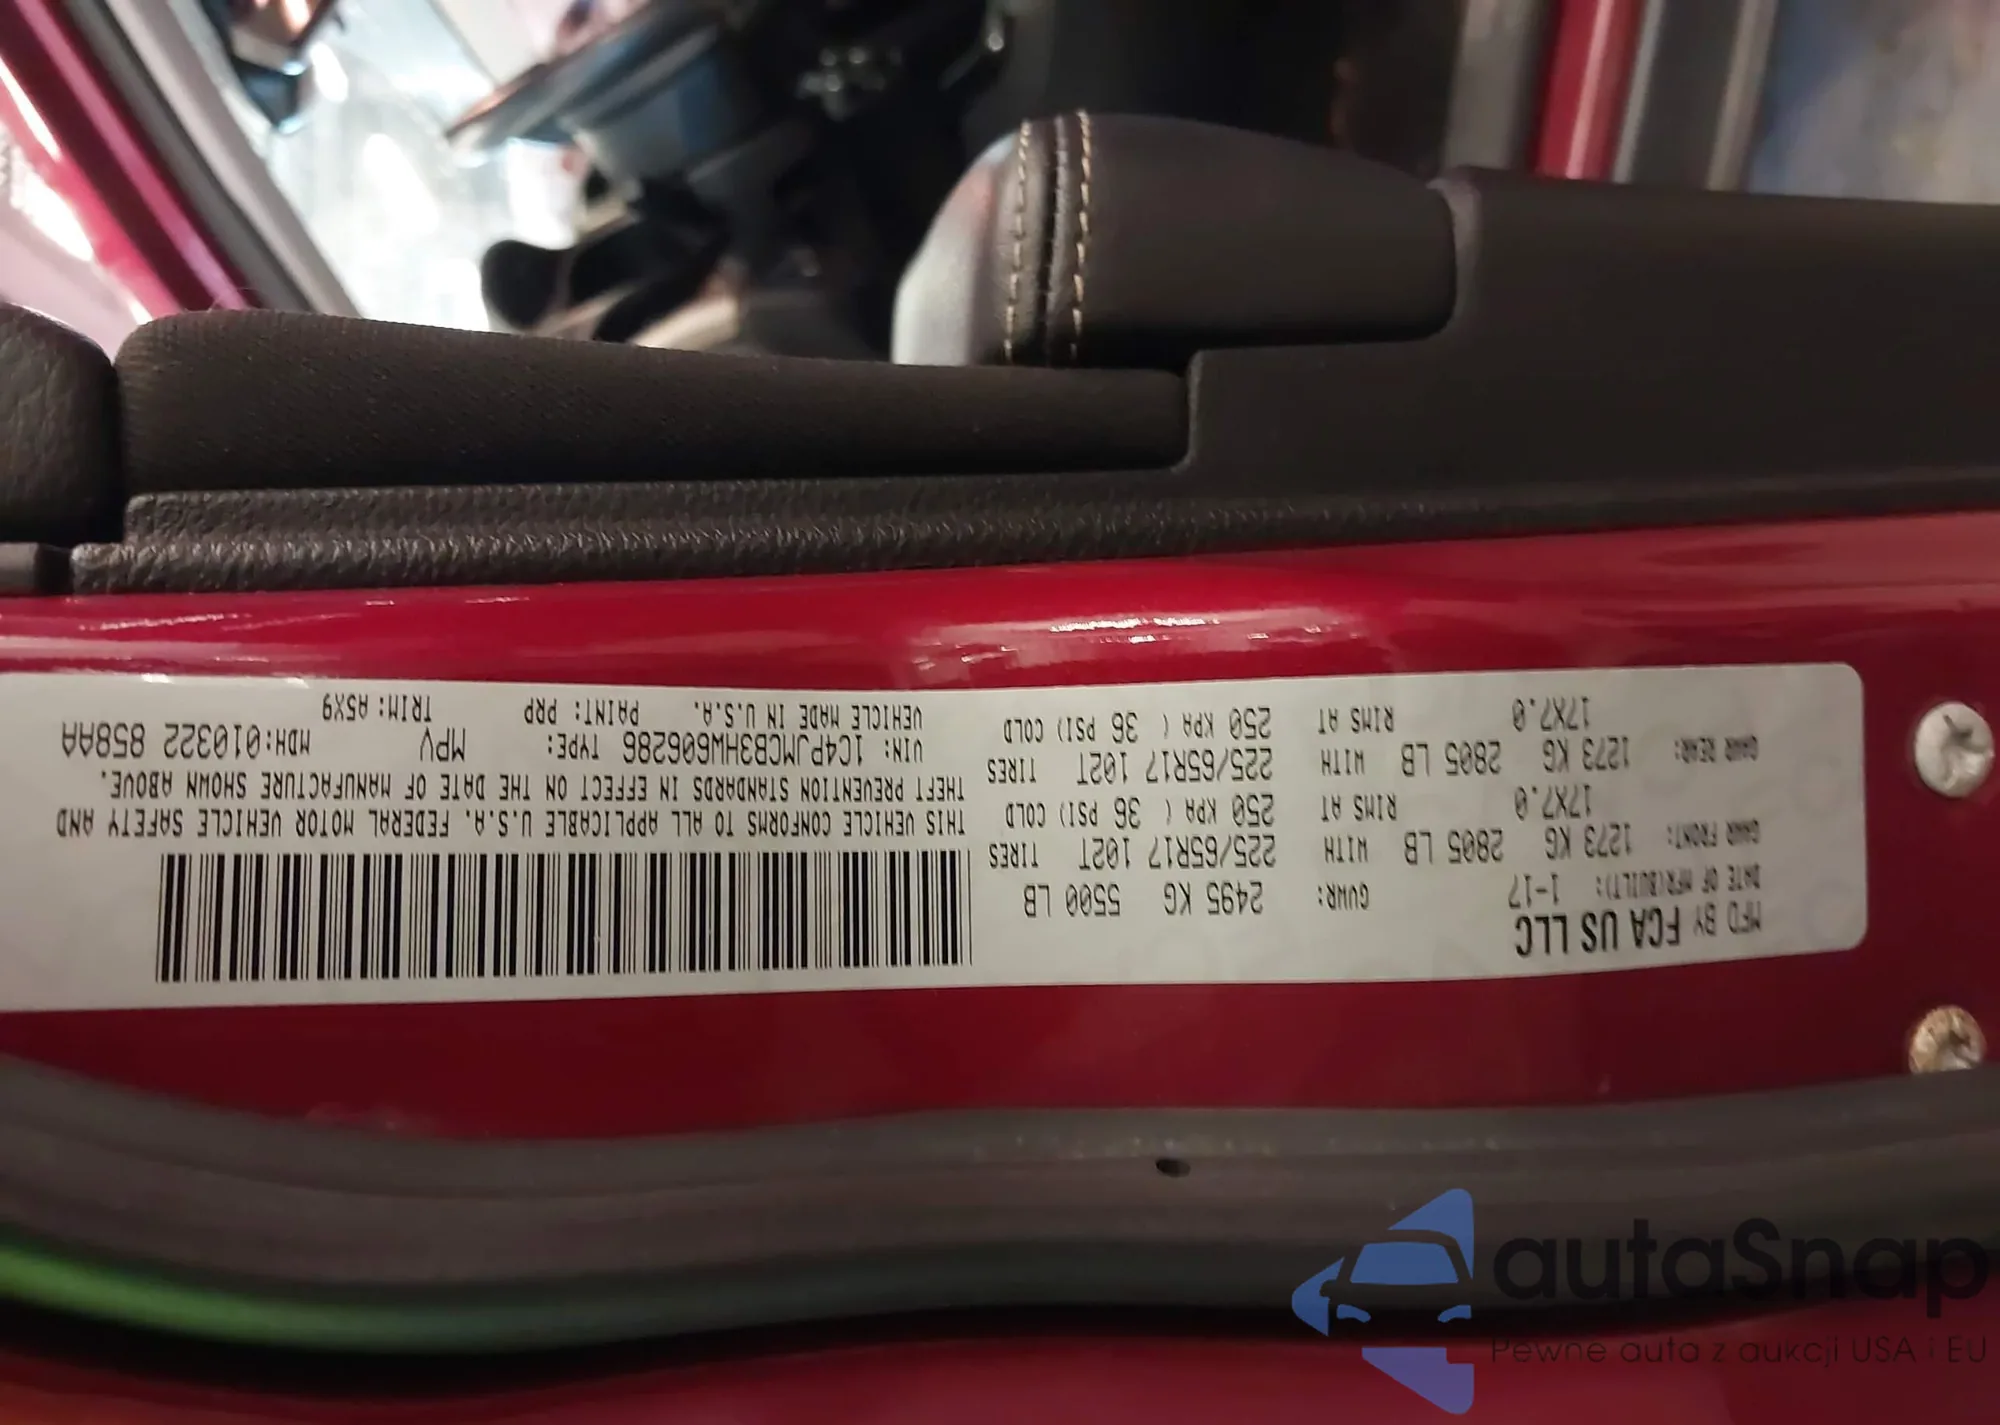 MFD BY FCA US LLC
DATE OF MFR(BUILT): 1-17
GVWR: 2495 KG 5500 LB
GAWR FRONT: 1273 KG 2805 LB WITH 225/65R17 102T TIRES
17X7.0 RIMS AT 250 KPA ( 36 PSI) COLD
GAWR REAR: 1273 KG 2805 LB WITH 225/65R17 102T TIRES
17X7.0 RIMS AT 250 KPA ( 36 PSI) COLD
THIS VEHICLE CONFORMS TO ALL APPLICABLE U.S.A. FEDERAL MOTOR VEHICLE SAFETY AND
THEFT PREVENTION STANDARDS IN EFFECT ON THE DATE OF MANUFACTURE SHOWN ABOVE.
VIN: 1C4PJMCB3HW606286 TYPE: MPV MDH:010322 858AA
VEHICLE MADE IN U.S.A. PAINT: PRP TRIM: A5X9
autaSnap
Pewne auta z aukcji USA i EU